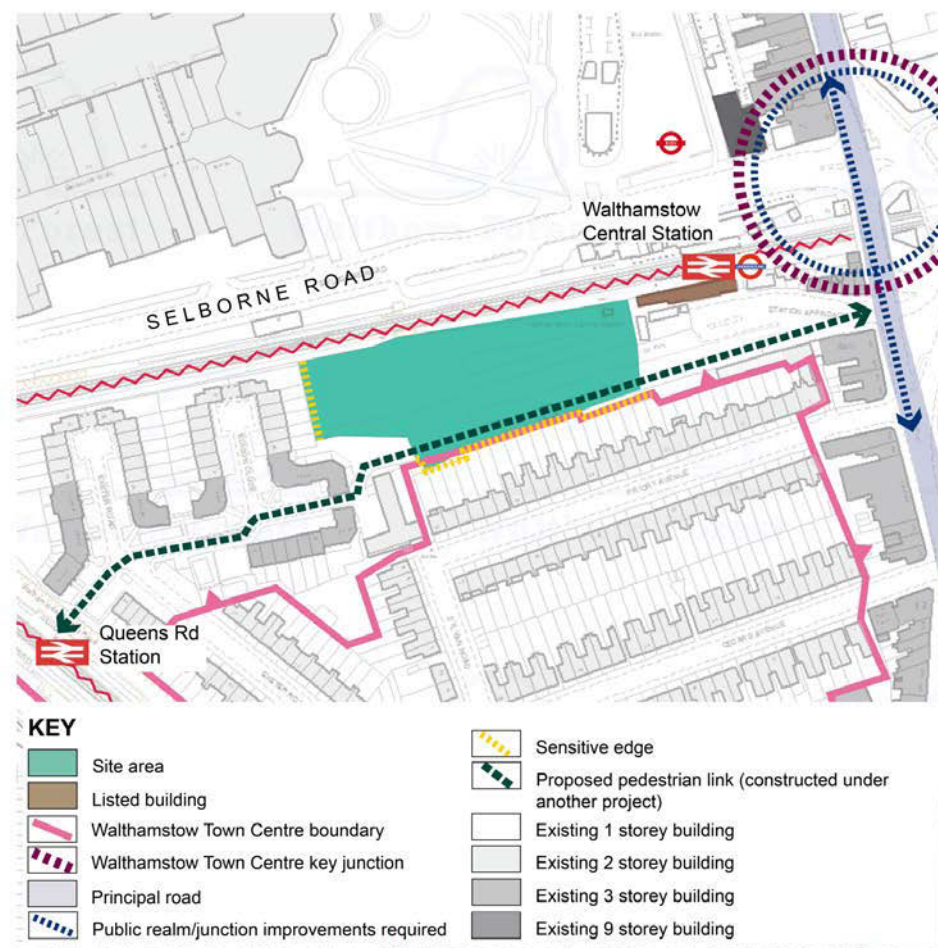 Walthamstow
Central Station
SELBORNE ROAD
STATION APPROACH
Queens Rd
Station
KEY
Site area
Listed building
Walthamstow Town Centre boundary
Walthamstow Town Centre key junction
Principal road
Public realm/junction improvements required
Sensitive edge
Proposed pedestrian link (constructed under
another project)
Existing 1 storey building
Existing 2 storey building
Existing 3 storey building
Existing 9 storey building